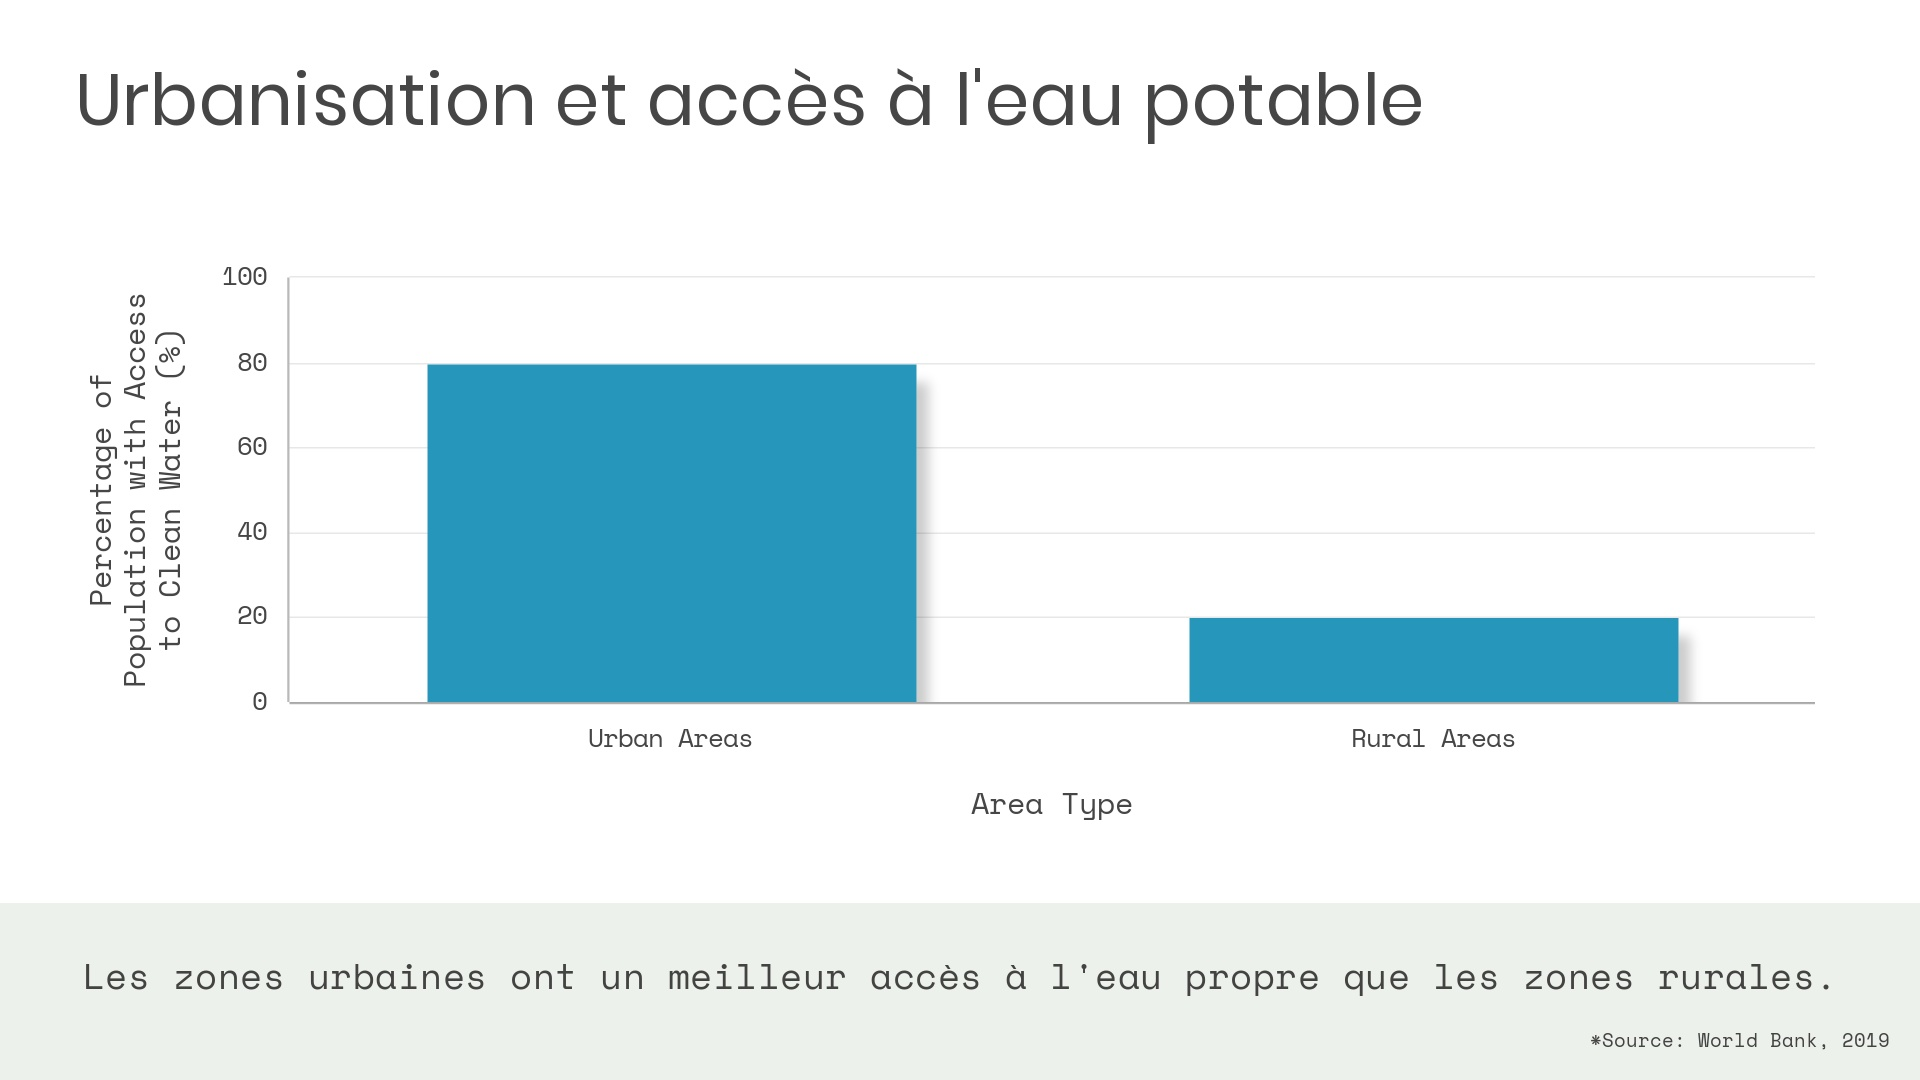 Urbanisation et accès à l'eau potable
Percentage of
Population with Access
to Clean Water (%)
100
80
60
40
20
0
Urban Areas
Rural Areas
Area Type
Les zones urbaines ont un meilleur accès à l'eau propre que les zones rurales.
*Source: World Bank, 2019